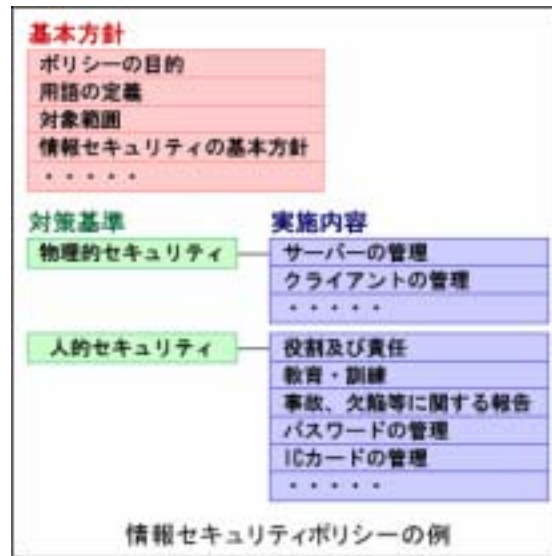 基本方針
ポリシーの目的
用語の定義
対象範囲
情報セキュリティの基本方針
・・・・・
対策基準
実施内容
物理的セキュリティ
サーバーの管理
クライアントの管理
・・・・・
人的セキュリティ
役割及び責任
教育・訓練
事故、欠陥等に関する報告
パスワードの管理
ICカードの管理
・・・・・
情報セキュリティポリシーの例